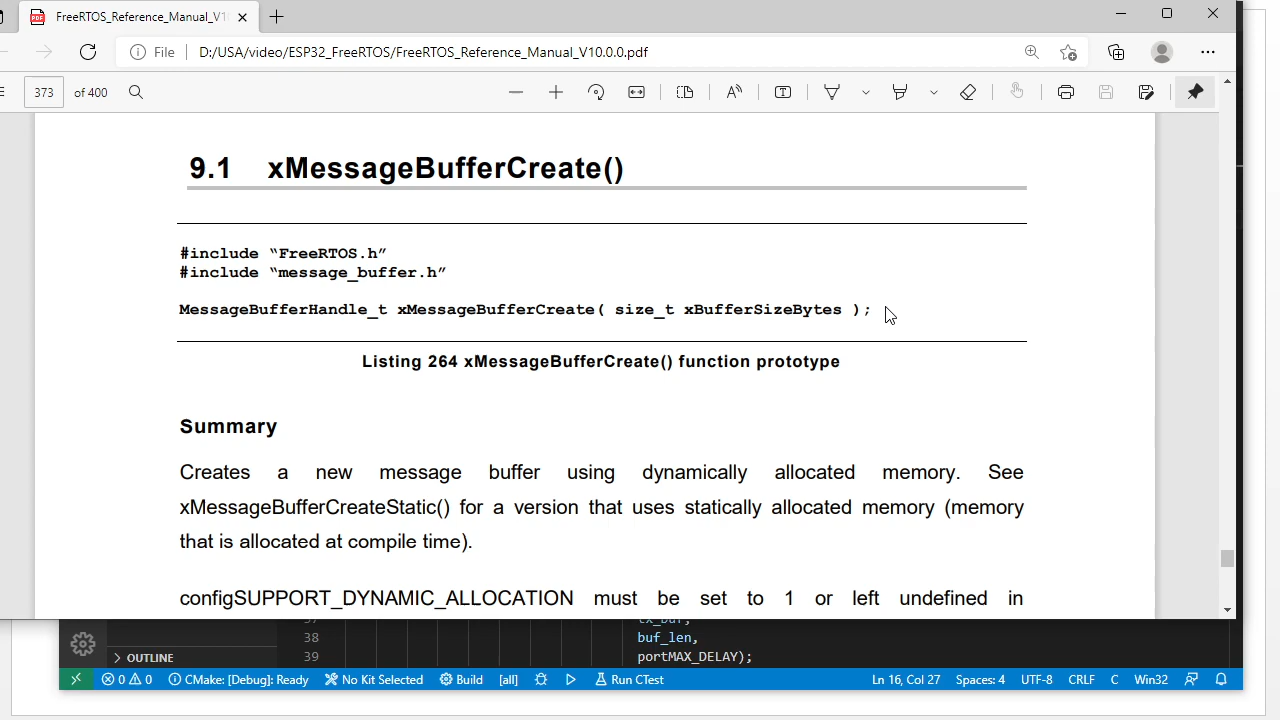 FreeRTOS_Reference_Manual_V1
File
D:/USA/video/ESP32_FreeRTOS/FreeRTOS_Reference_Manual_V10.0.0.pdf
373 of 400
9.1 xMessageBufferCreate()
#include “FreeRTOS.h”
#include “message_buffer.h”
MessageBufferHandle_t xMessageBufferCreate( size_t xBufferSizeBytes );
Listing 264 xMessageBufferCreate() function prototype
Summary
Creates a new message buffer using dynamically allocated memory. See
xMessageBufferCreateStatic() for a version that uses statically allocated memory (memory
that is allocated at compile time).
configSUPPORT_DYNAMIC_ALLOCATION must be set to 1 or left undefined in
38 buf_len,
OUTLINE
39 portMAX_DELAY);
0 0 CMake: [Debug]: Ready No Kit Selected Build [all] Run CTest Ln 16, Col 27 Spaces: 4 UTF-8 CRLF C Win32